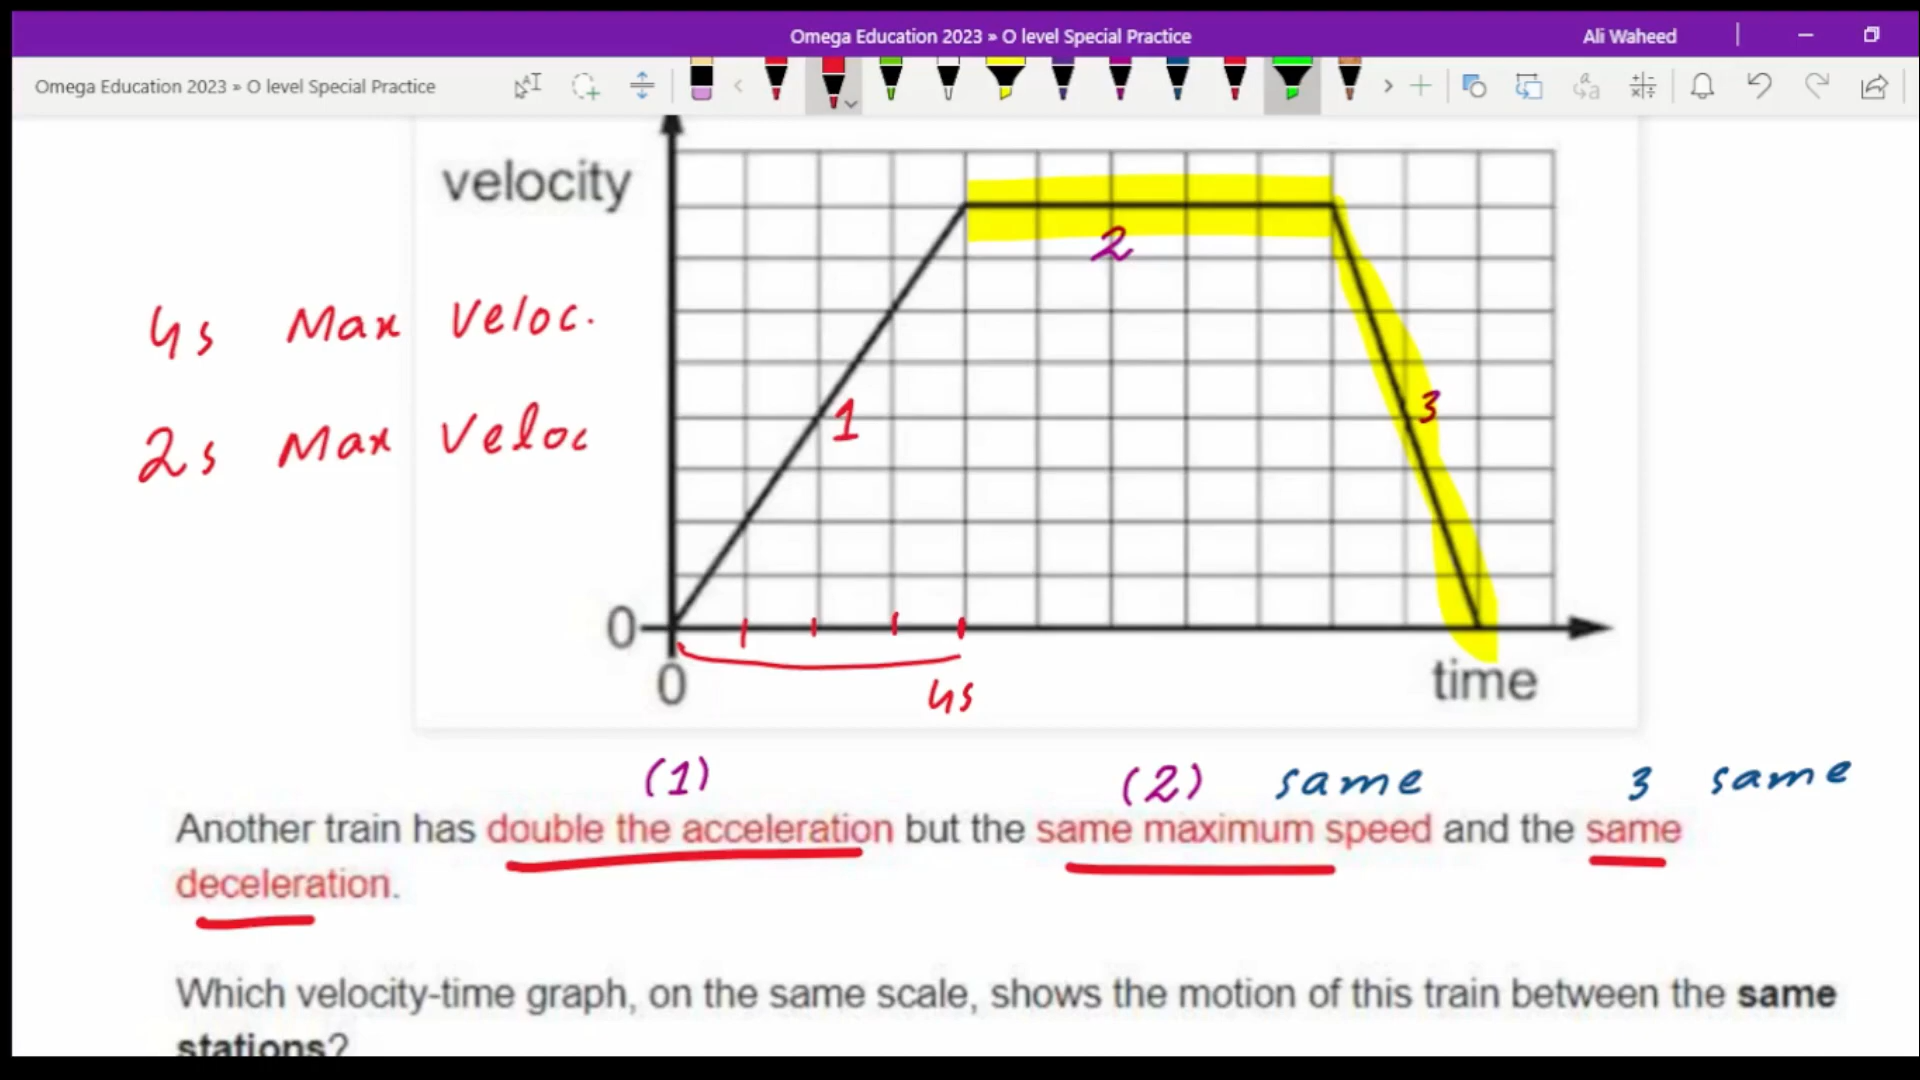 Omega Education 2023 » O level Special Practice
Ali Waheed
Omega Education 2023 » O level Special Practice
velocity
4s Max Veloc.
2s Max Veloc
1
2
3
0
0
4s
time
(1)
(2) same
3 same
Another train has double the acceleration but the same maximum speed and the same
deceleration.
Which velocity-time graph, on the same scale, shows the motion of this train between the same
stations?